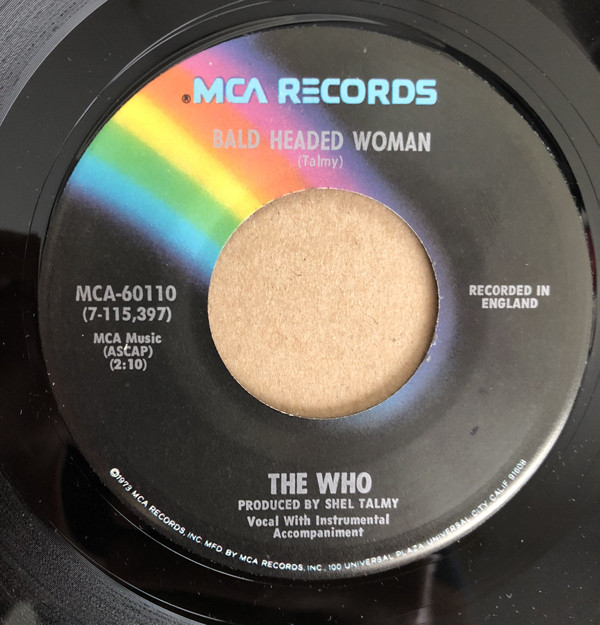 ® MCA RECORDS
BALD HEADED WOMAN
(Talmy)
MCA-60110
(7-115,397)
MCA Music
(ASCAP)
(2:10)
RECORDED IN
ENGLAND
THE WHO
PRODUCED BY SHEL TALMY
Vocal With Instrumental
Accompaniment
©1973 MCA RECORDS, INC. MFD. BY MCA RECORDS, INC., 100 UNIVERSAL PLAZA, UNIVERSAL CITY, CALIF. 91608